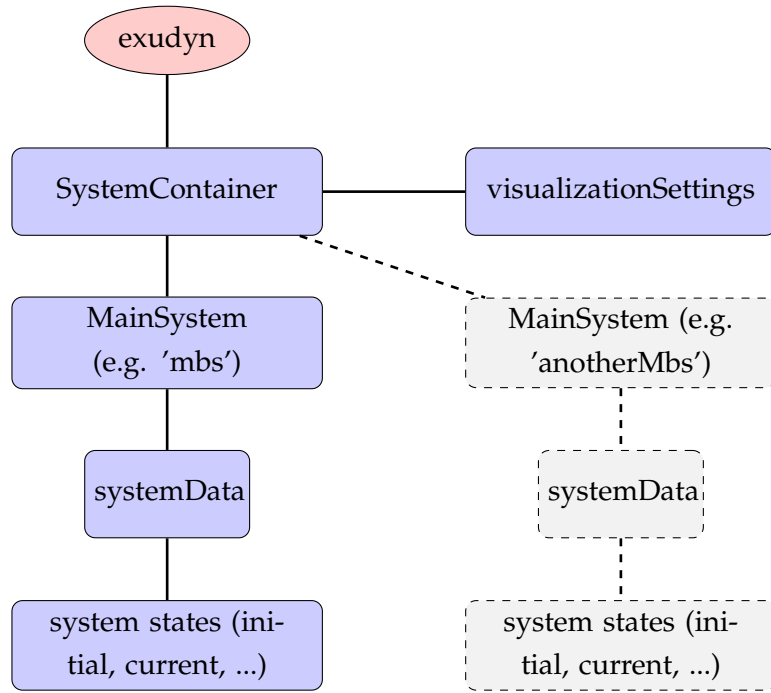 exudyn
SystemContainer
visualizationSettings
MainSystem
(e.g. 'mbs')
MainSystem (e.g.
'anotherMbs')
systemData
systemData
system states (ini-
tial, current, ...)
system states (ini-
tial, current, ...)